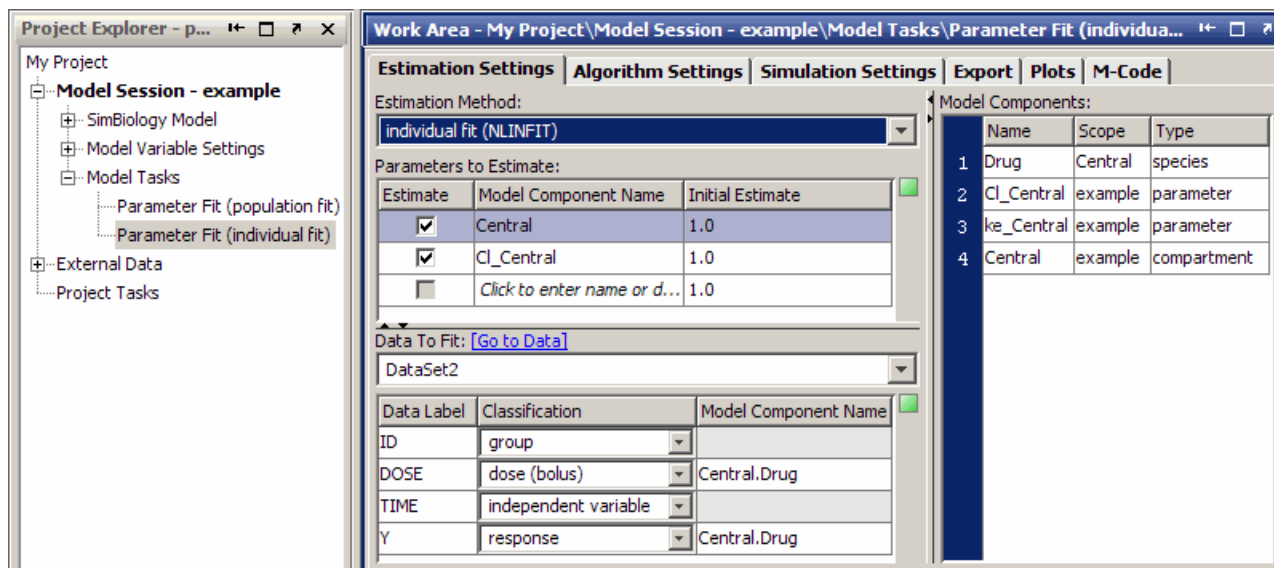 Project Explorer - p...
My Project
Model Session - example
SimBiology Model
Model Variable Settings
Model Tasks
Parameter Fit (population fit)
Parameter Fit (individual fit)
External Data
Project Tasks
Work Area - My Project\Model Session - example\Model Tasks\Parameter Fit (individua...
Estimation Settings Algorithm Settings Simulation Settings Export Plots M-Code
Estimation Method:
individual fit (NLINFIT)
Parameters to Estimate:
Estimate Model Component Name Initial Estimate
Central 1.0
Cl_Central 1.0
Click to enter name or d... 1.0
Data To Fit: [Go to Data]
DataSet2
Data Label Classification Model Component Name
ID group
DOSE dose (bolus) Central.Drug
TIME independent variable
Y response Central.Drug
Model Components:
Name Scope Type
1 Drug Central species
2 Cl_Central example parameter
3 ke_Central example parameter
4 Central example compartment